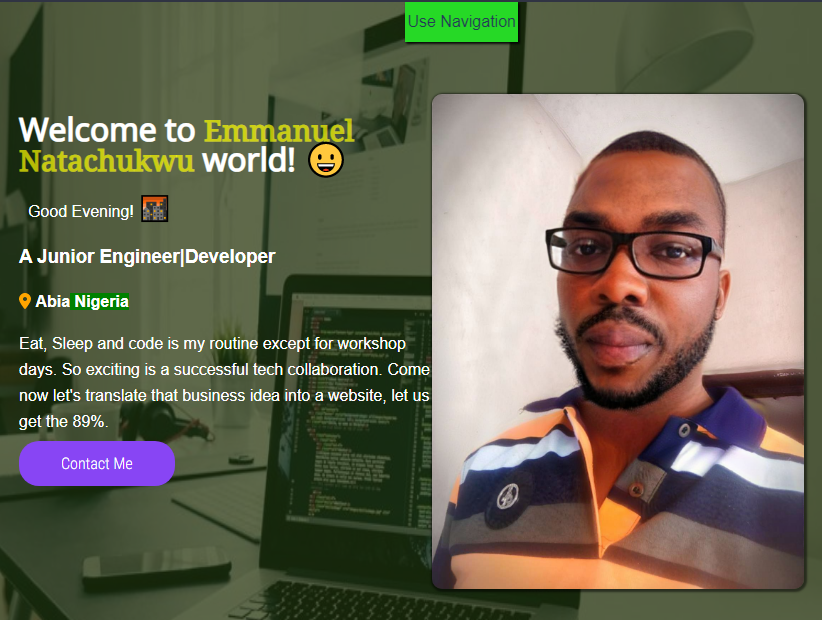 Use Navigation
Welcome to Emmanuel
Natachukwu world!
Good Evening!
A Junior Engineer|Developer
Abia Nigeria
Eat, Sleep and code is my routine except for workshop
days. So exciting is a successful tech collaboration. Come
now let's translate that business idea into a website, let us
get the 89%.
Contact Me